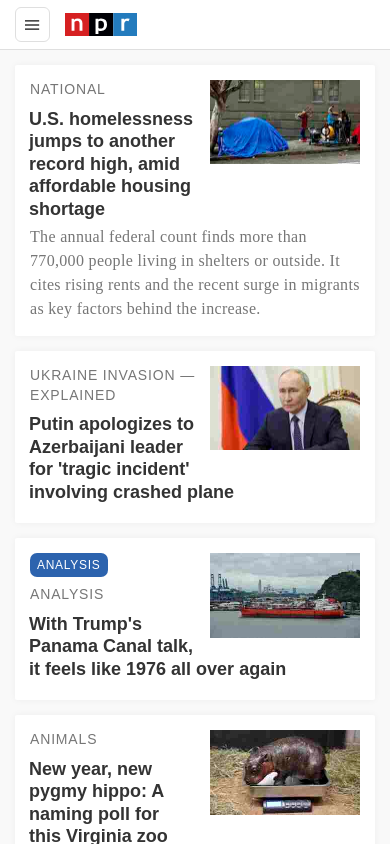 npr
NATIONAL
U.S. homelessness
jumps to another
record high, amid
affordable housing
shortage
The annual federal count finds more than
770,000 people living in shelters or outside. It
cites rising rents and the recent surge in migrants
as key factors behind the increase.
UKRAINE INVASION —
EXPLAINED
Putin apologizes to
Azerbaijani leader
for 'tragic incident'
involving crashed plane
ANALYSIS
ANALYSIS
With Trump's
Panama Canal talk,
it feels like 1976 all over again
ANIMALS
New year, new
pygmy hippo: A
naming poll for
this Virginia zoo